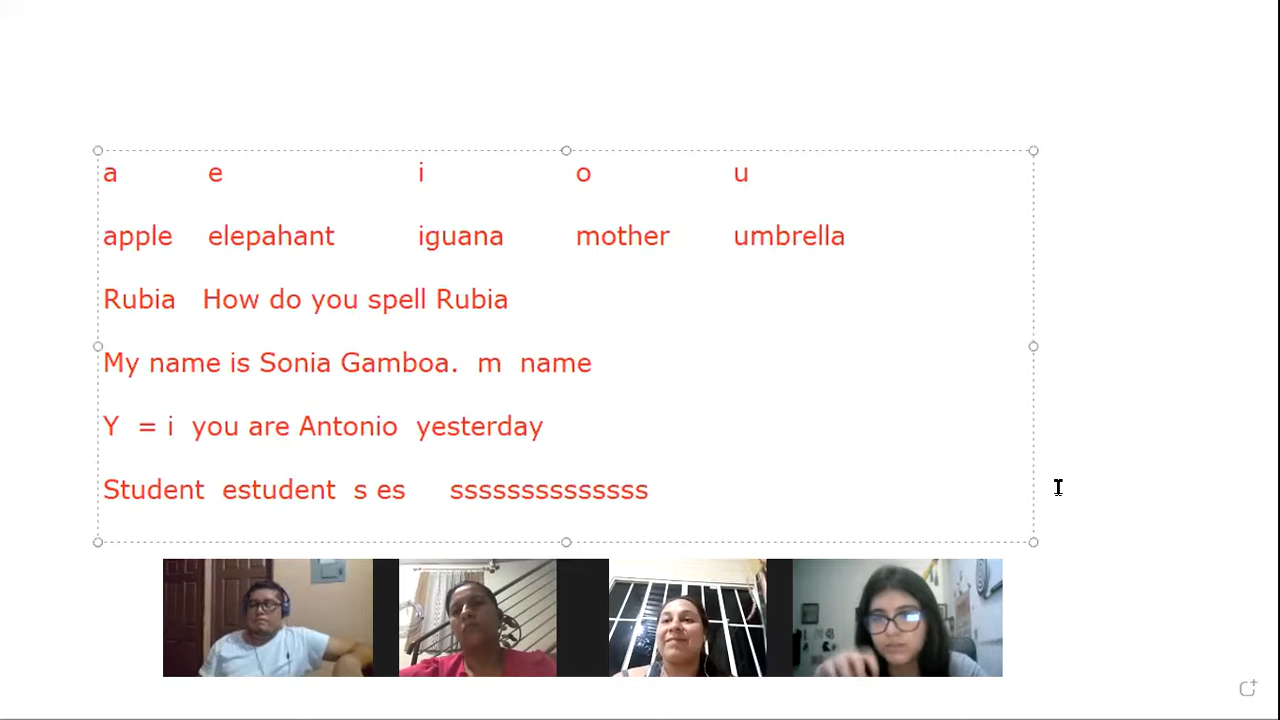 a e i o u
apple elepahant iguana mother umbrella
Rubia How do you spell Rubia
My name is Sonia Gamboa. m name
Y = i you are Antonio yesterday
Student estudent s es ssssssssssssss